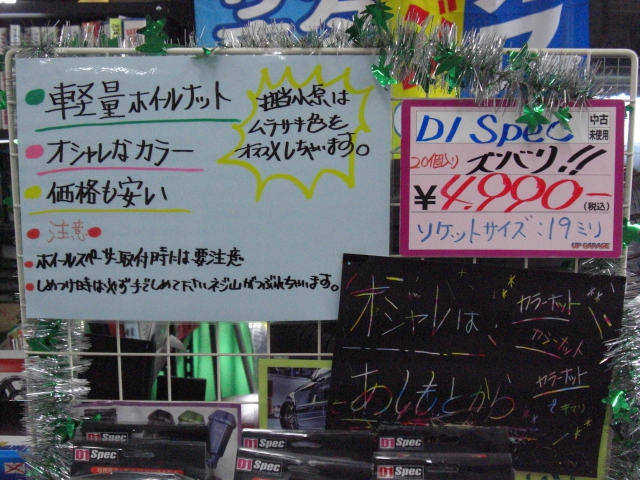 軽量ホイールナット
オシャレなカラー
価格も安い
注意
ホイールスペーサー取付時は要注意
しめつけ時は必ず手じめして下さいネジ山がつぶれちゃいます。
担当小原は
ムラサキ色を
オススメしちゃいます。
D1 Spec
中古
未使用
20個入り ズバリ!!
¥4,990-
(税込)
ソケットサイズ:19ミリ
UP GARAGE
オシャレは
あしもとから
カラーナット
カラーナット
カラーナット
で キマリ
D1 Spec
D1 Spec
D1 Spec
D1 Spec
D1 Spec